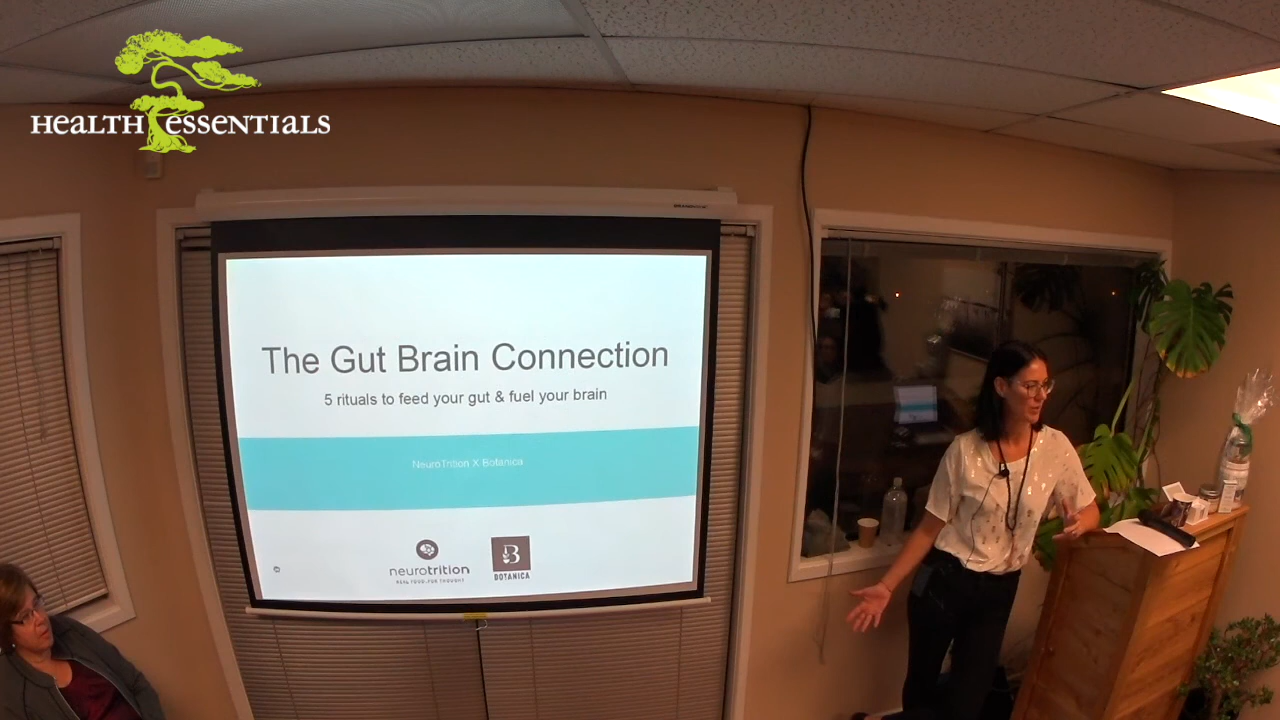 HEALTH ESSENTIALS
The Gut Brain Connection
5 rituals to feed your gut & fuel your brain
NeuroTrition X Botanica
neurotrition
REAL FOOD.FOR THOUGHT
B
BOTANICA